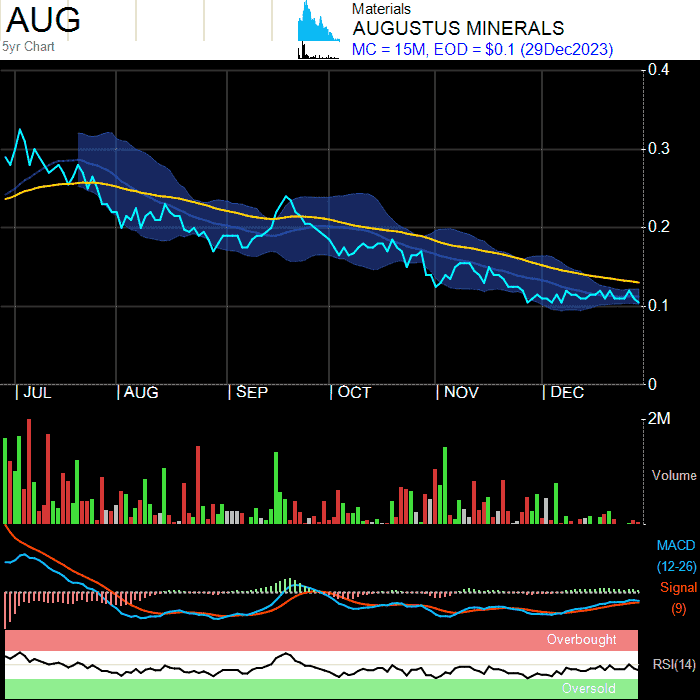 AUG
5yr Chart
Materials
AUGUSTUS MINERALS
MC = 15M, EOD = $0.1 (29Dec2023)
0.4
0.3
0.2
0.1
0
JUL AUG SEP OCT NOV DEC
2M
Volume
MACD
(12-26)
Signal
(9)
Overbought
RSI(14)
Oversold